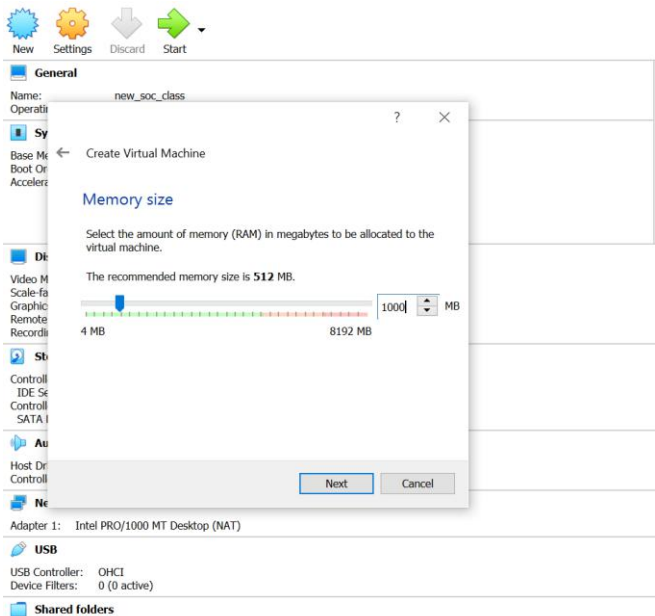 New Settings Discard Start
General
Name: new_soc_class
Operati
? ×
Sy
Create Virtual Machine
Base Me
Boot Or
Accelera
Memory size
Select the amount of memory (RAM) in megabytes to be allocated to the
virtual machine.
Dis
The recommended memory size is 512 MB.
Video M
Scale-fa
Graphic
Remote
Recordi
1000 MB
4 MB 8192 MB
Sto
Controll
IDE Se
Controll
SATA
Au
Host Dr
Controll
Next Cancel
Ne
Adapter 1: Intel PRO/1000 MT Desktop (NAT)
USB
USB Controller: OHCI
Device Filters: 0 (0 active)
Shared folders